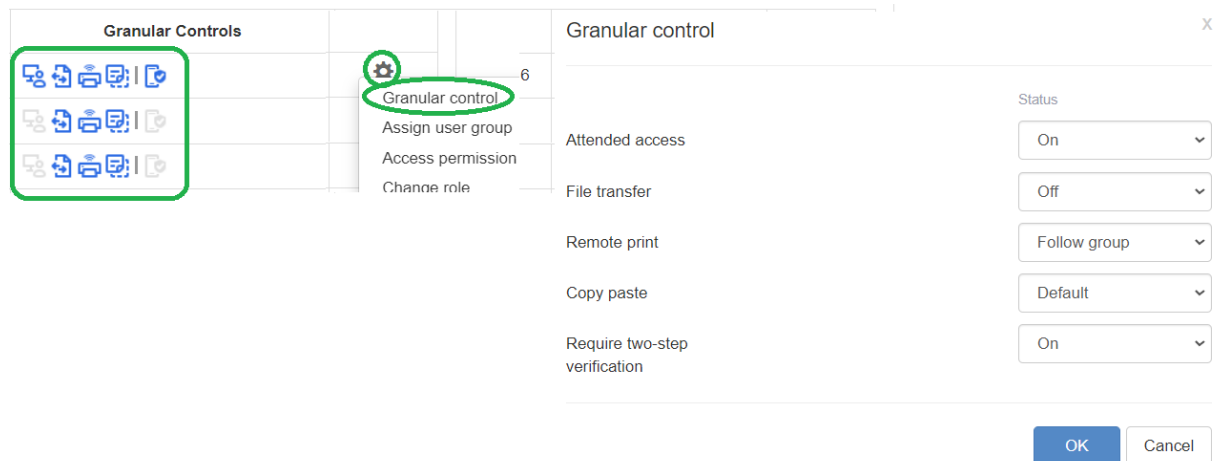 Granular Controls
6
Granular control
Assign user group
Access permission
Change role
Granular control
X
Status
Attended access
On
File transfer
Off
Remote print
Follow group
Copy paste
Default
Require two-step
verification
On
OK
Cancel